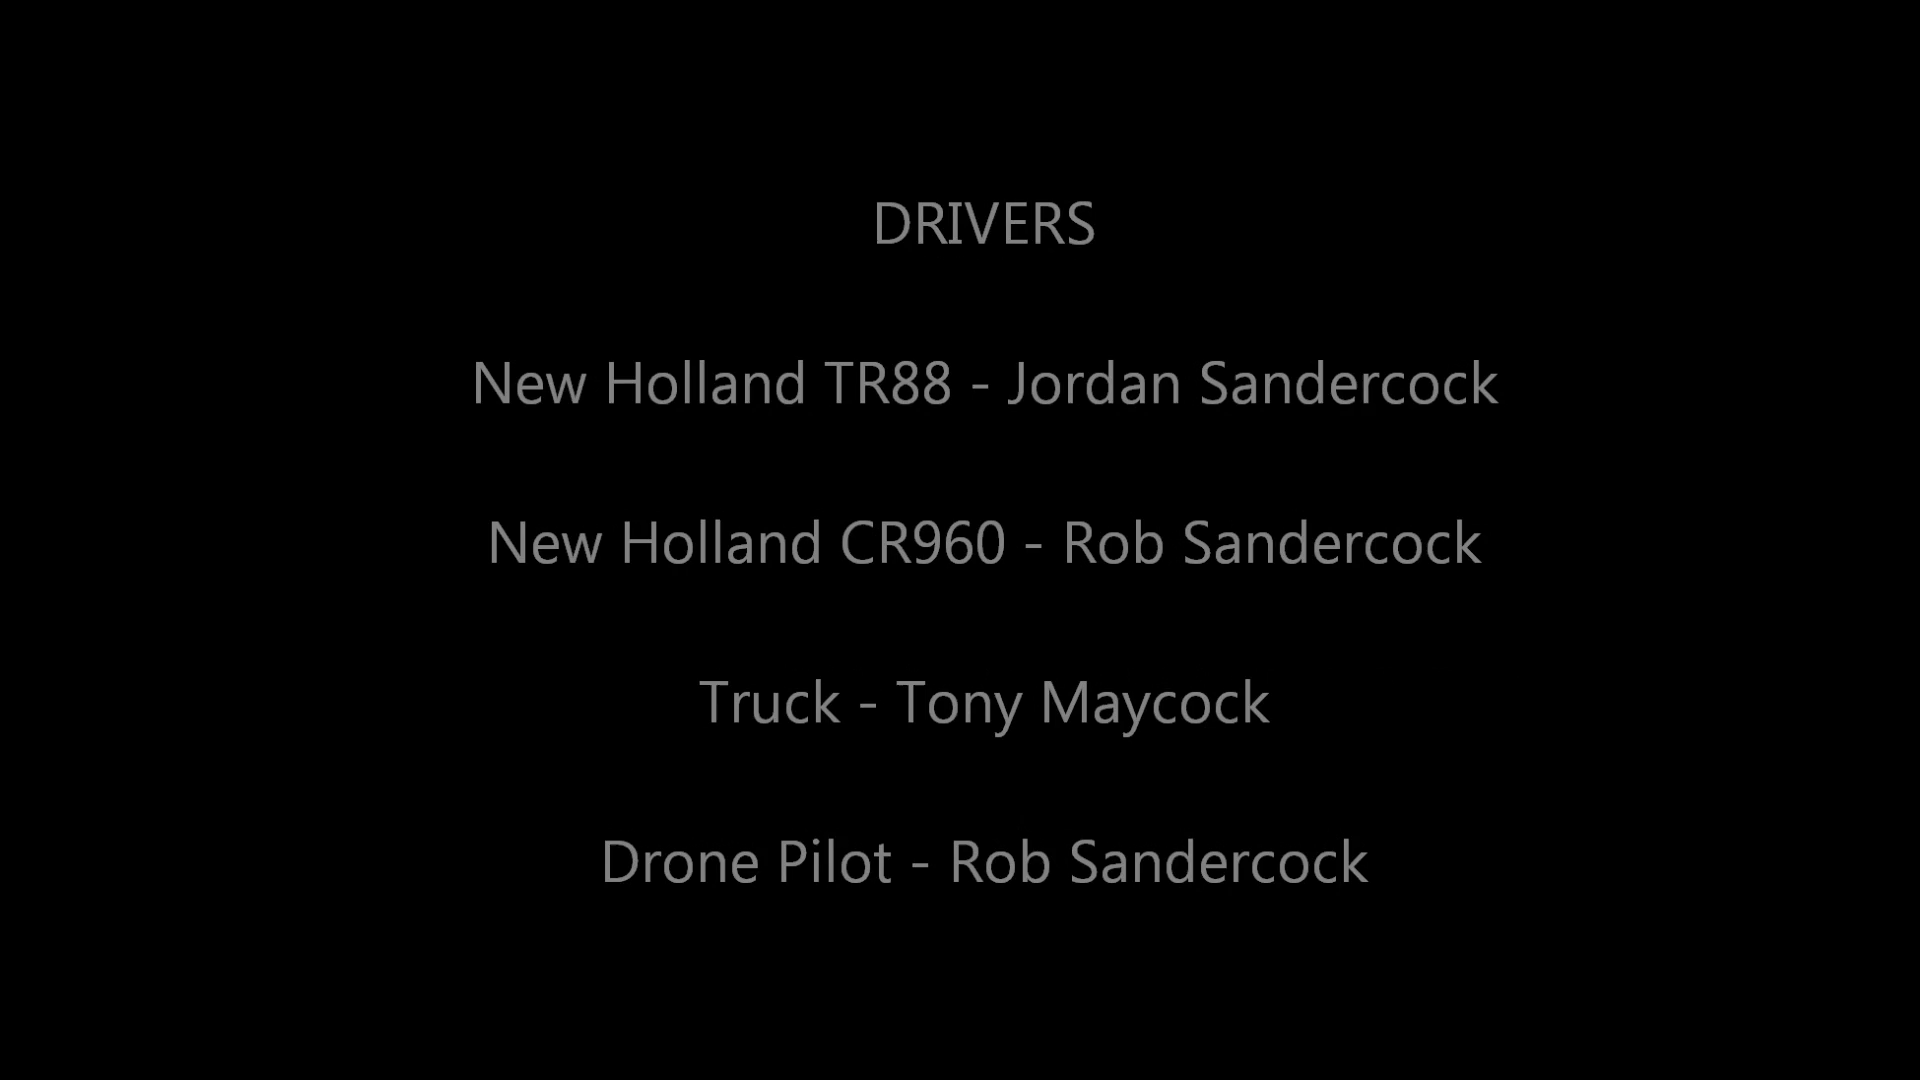 DRIVERS
New Holland TR88 - Jordan Sandercock
New Holland CR960 - Rob Sandercock
Truck - Tony Maycock
Drone Pilot - Rob Sandercock